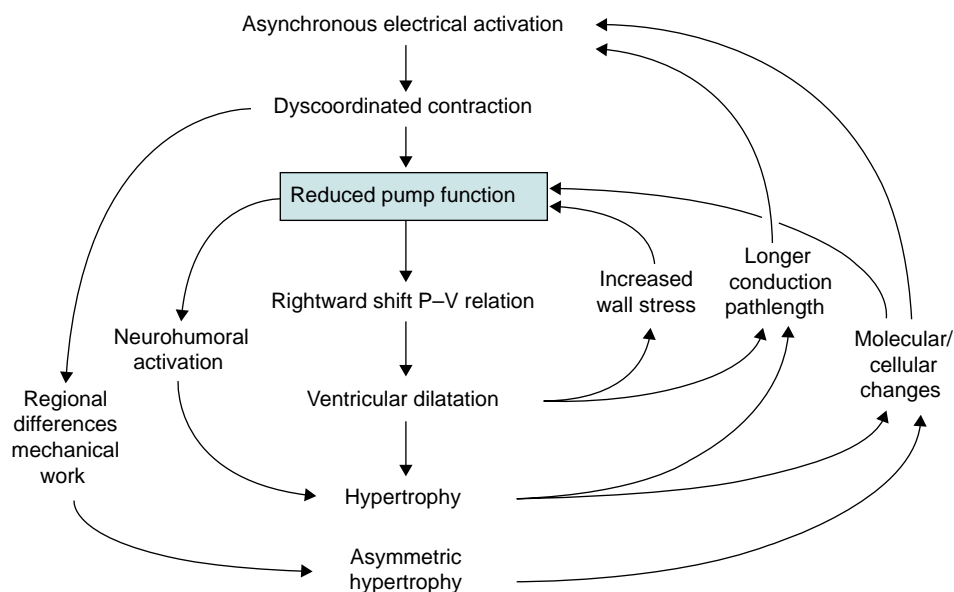 Asynchronous electrical activation
Dyscoordinated contraction
Reduced pump function
Rightward shift P–V relation
Increased
wall stress
Longer
conduction
pathlength
Neurohumoral
activation
Molecular/
cellular
changes
Regional
differences
mechanical
work
Ventricular dilatation
Hypertrophy
Asymmetric
hypertrophy